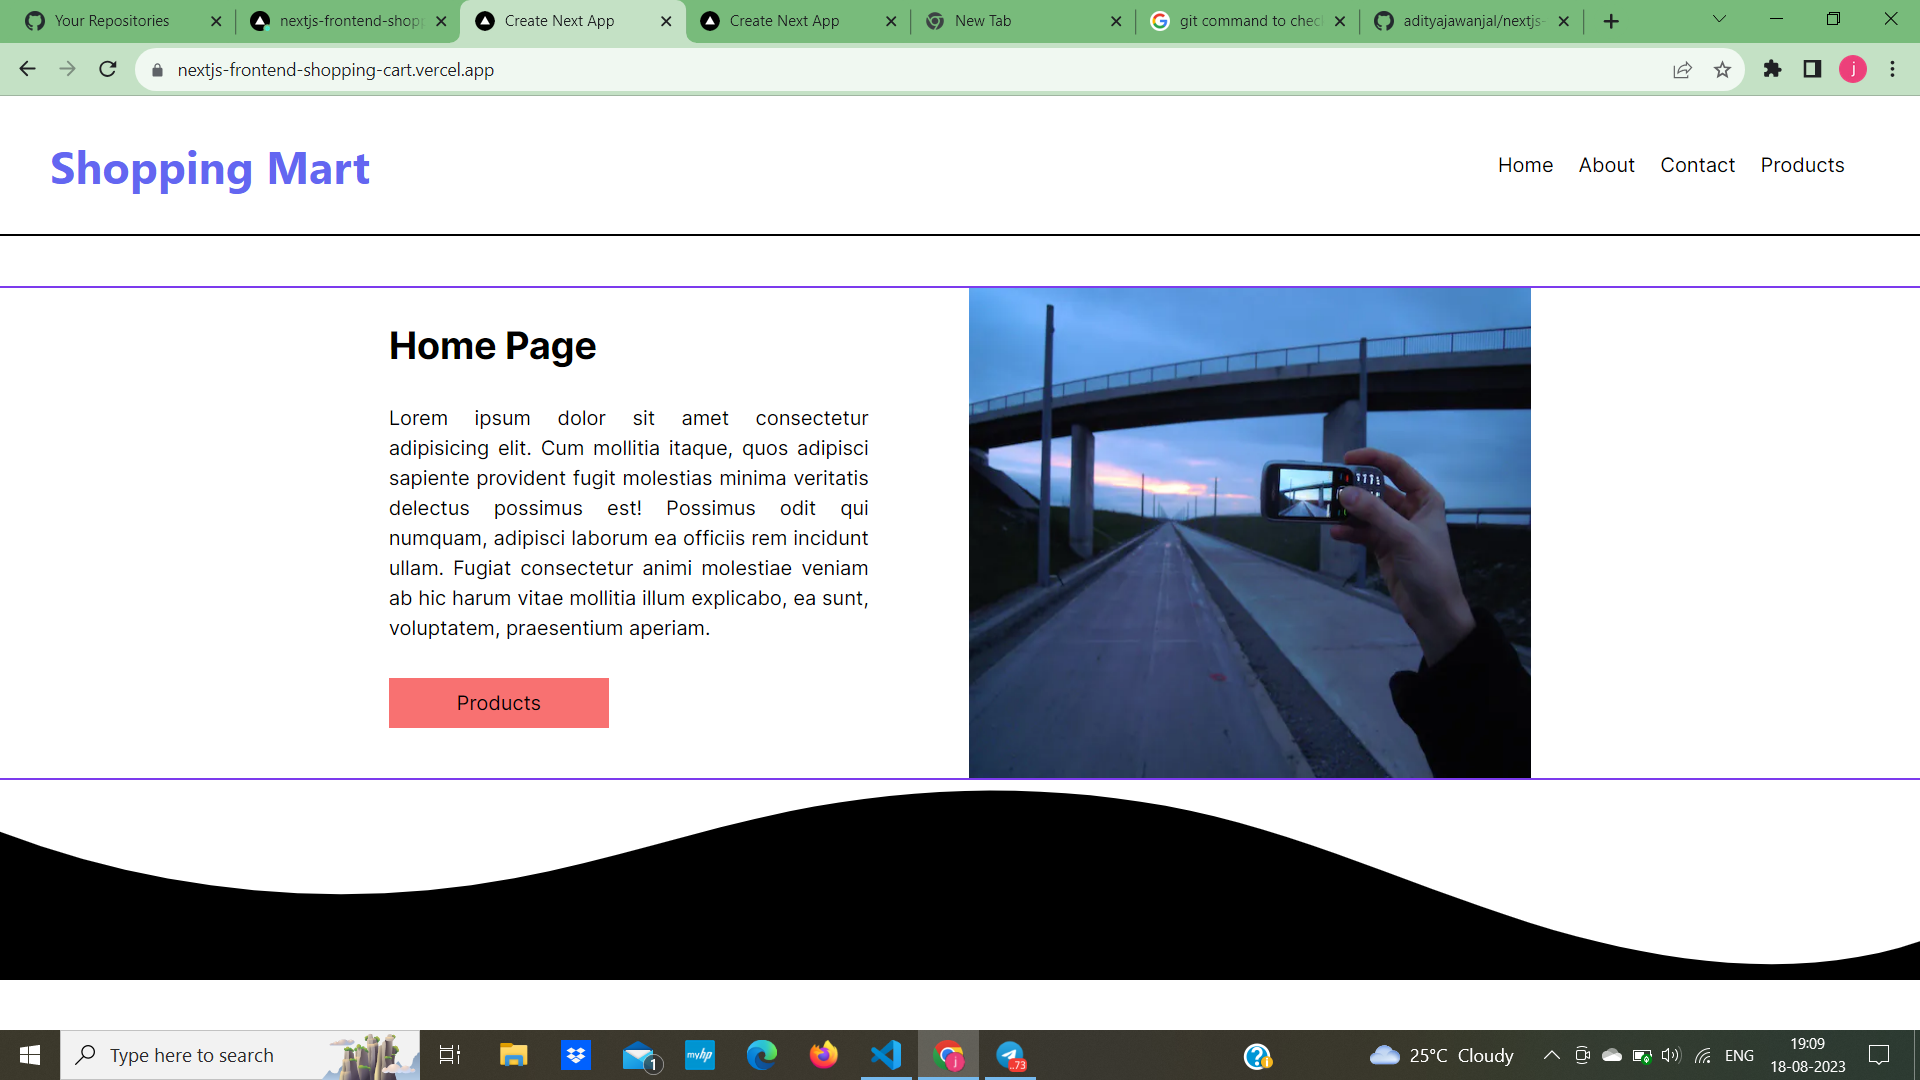 Your Repositories
nextjs-frontend-shopp
Create Next App
Create Next App
New Tab
git command to chec
adityajawanjal/nextjs-
nextjs-frontend-shopping-cart.vercel.app
j
Shopping Mart
Home About Contact Products
Home Page
Lorem ipsum dolor sit amet consectetur
adipisicing elit. Cum mollitia itaque, quos adipisci
sapiente provident fugit molestias minima veritatis
delectus possimus est! Possimus odit qui
numquam, adipisci laborum ea officiis rem incidunt
ullam. Fugiat consectetur animi molestiae veniam
ab hic harum vitae mollitia illum explicabo, ea sunt,
voluptatem, praesentium aperiam.
Products
Type here to search
1
myhp
j
..73
25°C Cloudy
ENG
19:09
18-08-2023